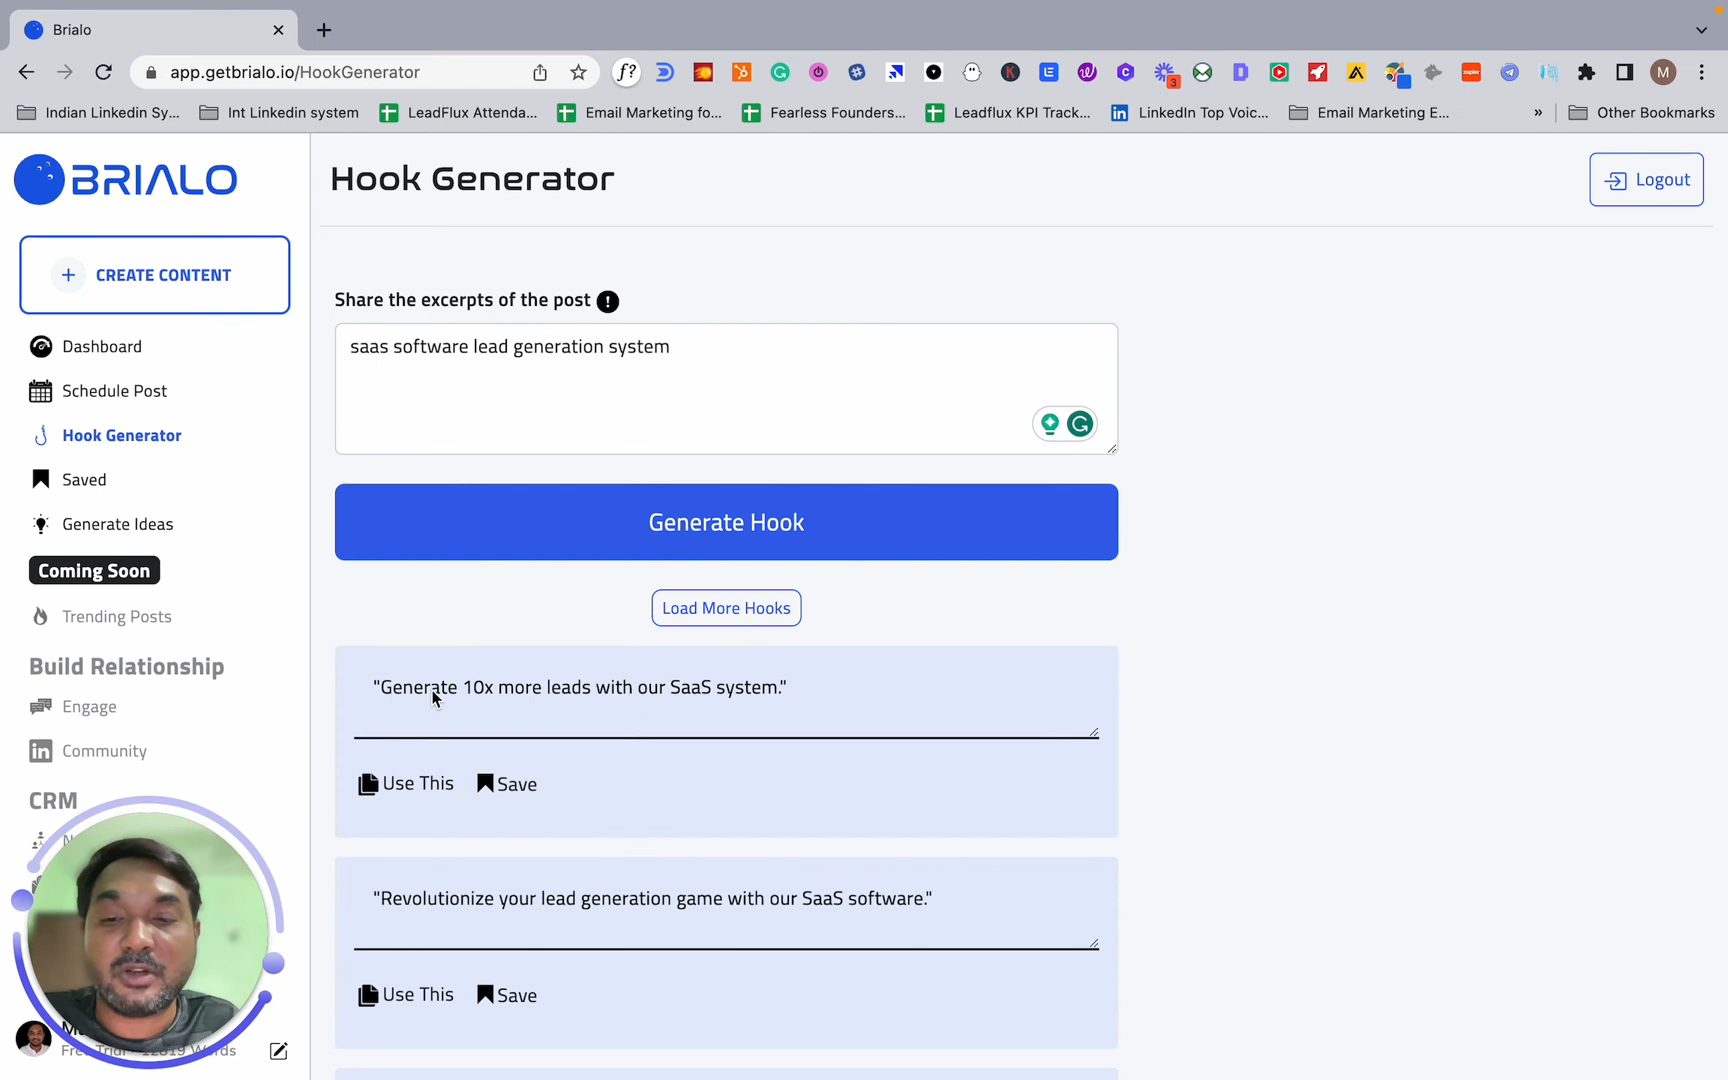 Brialo
app.getbrialo.io/HookGenerator
3
zapier
M
Indian Linkedin Sy...
Int Linkedin system
LeadFlux Attenda...
Email Marketing fo...
Fearless Founders...
Leadflux KPI Track...
LinkedIn Top Voic...
Email Marketing E...
»
Other Bookmarks
BRIALO
Hook Generator
Logout
+ CREATE CONTENT
Dashboard
Schedule Post
Hook Generator
Saved
Generate Ideas
Coming Soon
Trending Posts
Build Relationship
Engage
Community
CRM
Share the excerpts of the post
saas software lead generation system
Generate Hook
Load More Hooks
"Generate 10x more leads with our SaaS system."
Use This Save
"Revolutionize your lead generation game with our SaaS software."
Use This Save